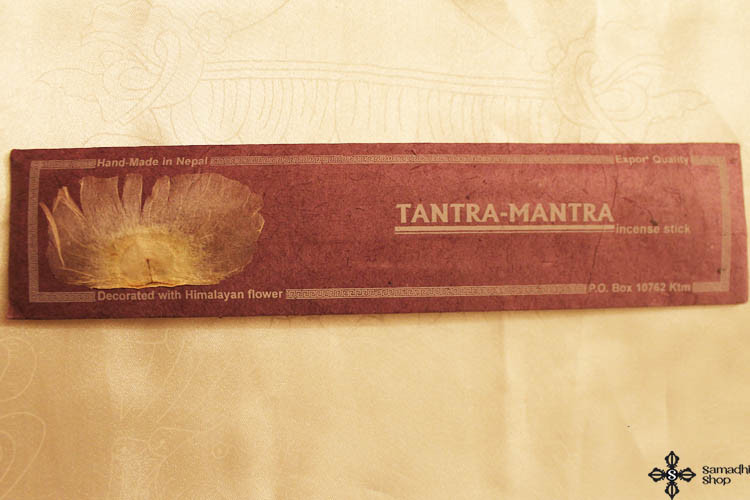 Hand-Made in Nepal
Export Quality
TANTRA-MANTRA
incense stick
Decorated with Himalayan flower
P.O. Box 10762 Ktm
Samadhi
Shop